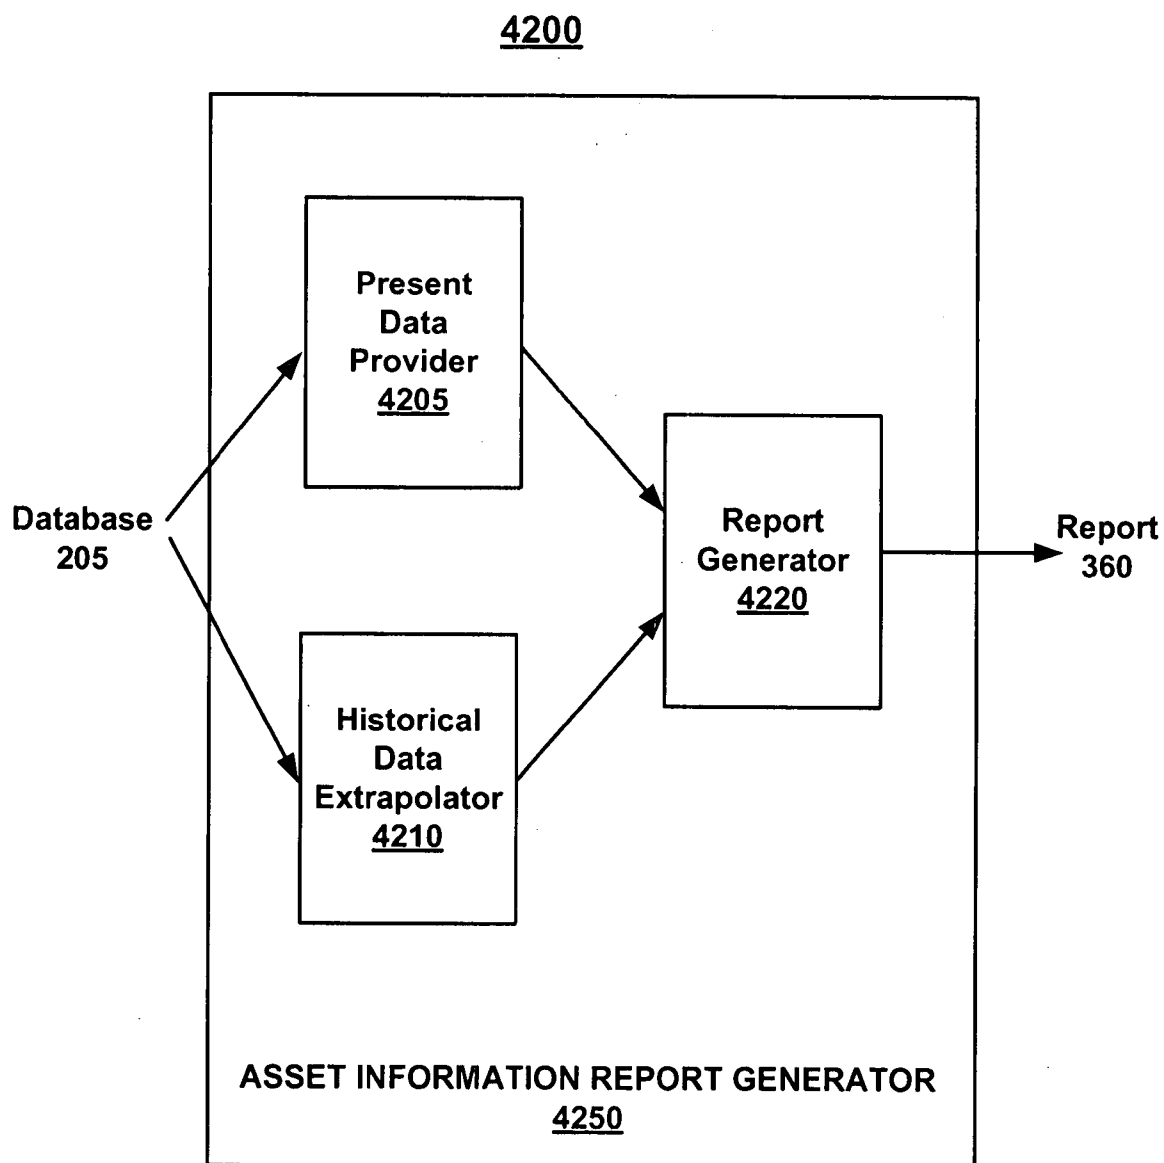 4200
Present
Data
Provider
4205
Database
205
Report
Generator
4220
Report
360
Historical
Data
Extrapolator
4210
ASSET INFORMATION REPORT GENERATOR
4250